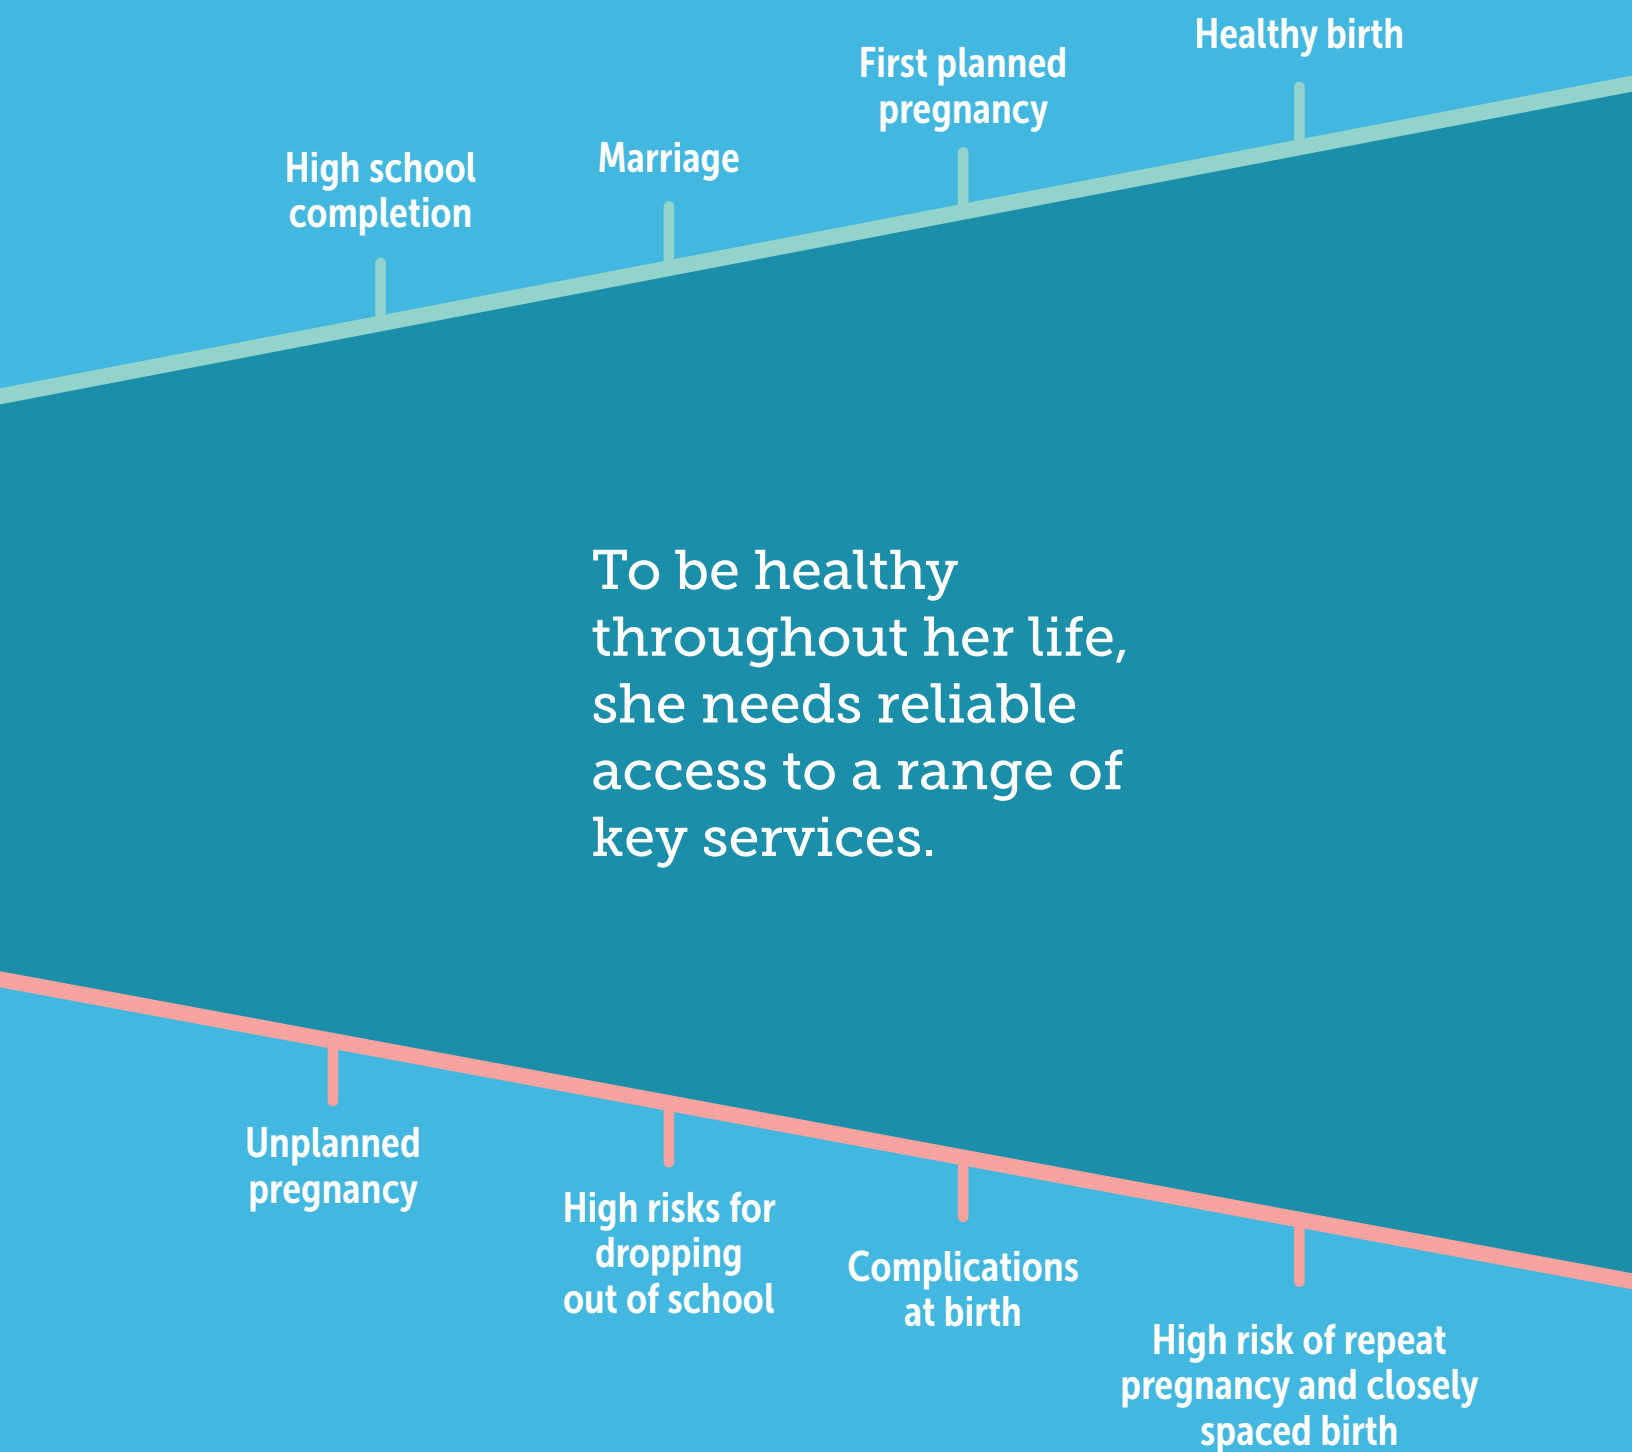 Healthy birth
First planned
pregnancy
Marriage
High school
completion
To be healthy
throughout her life,
she needs reliable
access to a range of
key services.
Unplanned
pregnancy
High risks for
dropping
out of school
Complications
at birth
High risk of repeat
pregnancy and closely
spaced birth